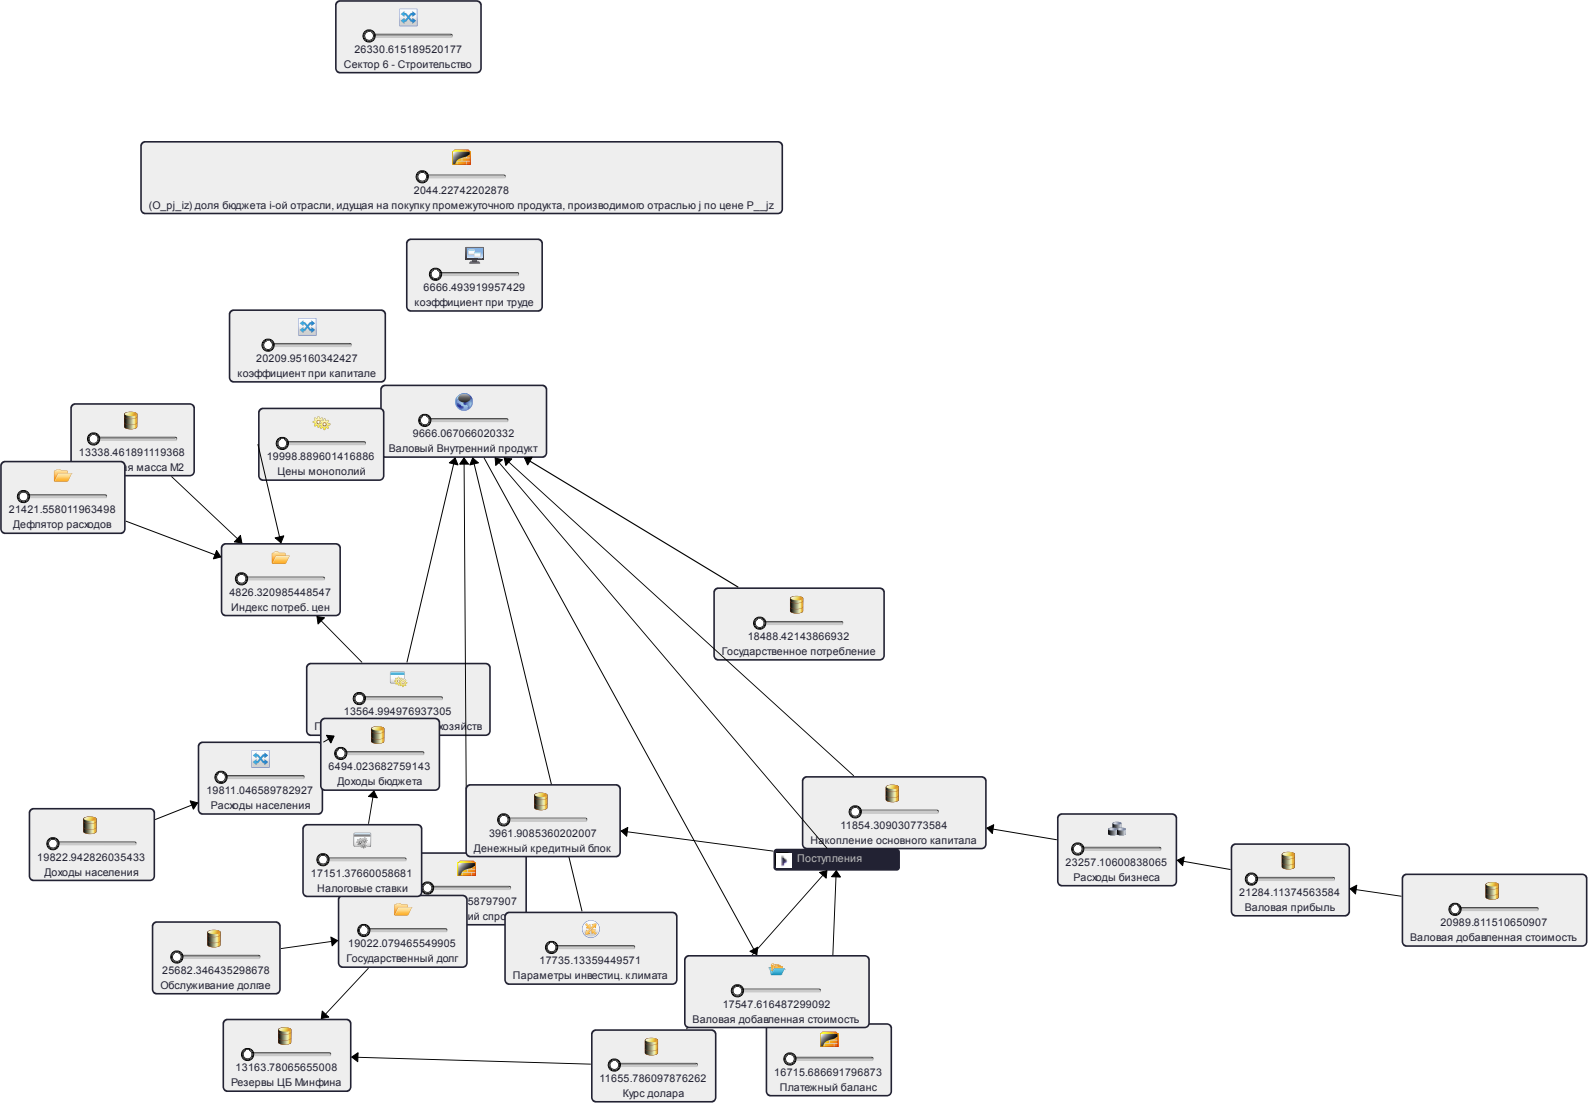 26330.615189520177
Сектор 6 - Строительство
2044.22742202878
(O_pj_iz) доля бюджета i-ой отрасли, идущая на покупку промежуточного продукта, производимого отраслью j по цене P__jz
6666.493919957429
коэффициент при труде
20209.95160342427
коэффициент при капитале
9666.067066020332
Валовый Внутренний продукт
19998.889601416886
Цены монополий
13338.461891119368
масса М2
21421.558011963498
Дефлятор расходов
4826.320985448547
Индекс потреб. цен
18488.42143866932
Государственное потребление
13564.994976937305
6494.023682759143
Доходы бюджета
19811.046589782927
Расходы населения
19822.942826035433
Доходы населения
3961.9085360202007
Денежный кредитный блок
11854.309030773584
Накопление основного капитала
Поступления
23257.10600838065
Расходы бизнеса
21284.11374563584
Валовая прибыль
20989.811510650907
Валовая добавленная стоимость
17151.37660058681
Налоговые ставки
58797907
19022.079465549905
Государственный долг
17735.13359449571
Параметры инвестиц. климата
25682.346435298678
Обслуживание долгае
17547.616487299092
Валовая добавленная стоимость
13163.78065655008
Резервы ЦБ Минфина
11655.786097876262
Курс долара
16715.686691796873
Платежный баланс